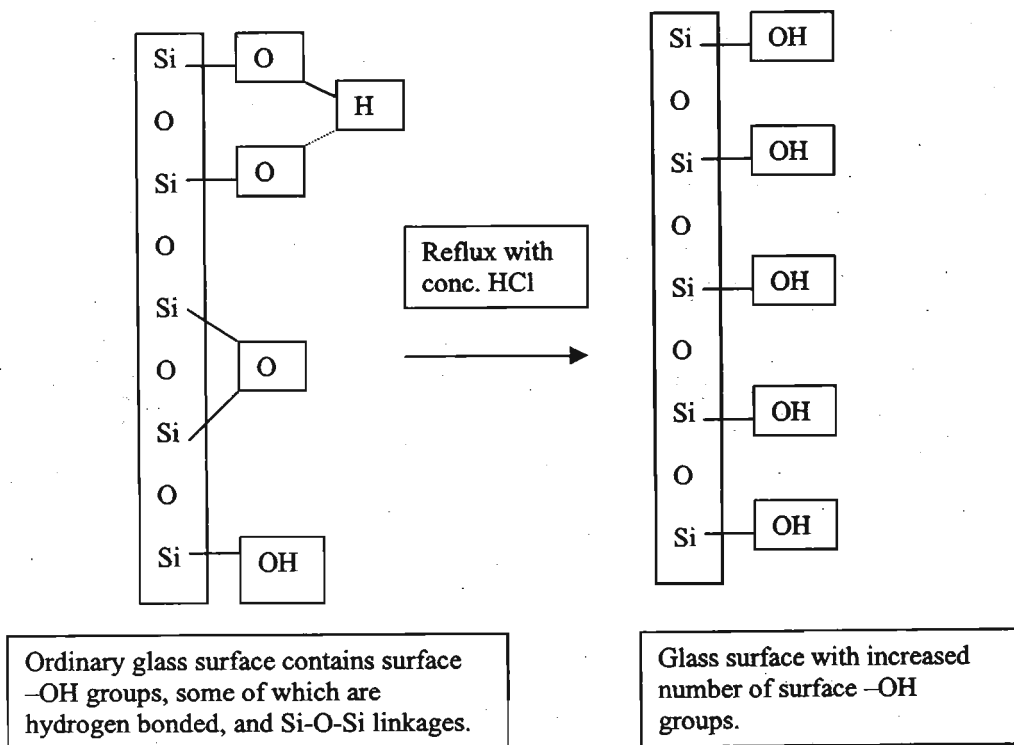 Si
O
H
O
Si
O
O
Si
O
O
Si
O
Si
OH
Reflux with
conc. HCl
Si
OH
O
Si
OH
O
Si
OH
O
Si
OH
O
Si
OH
Ordinary glass surface contains surface
–OH groups, some of which are
hydrogen bonded, and Si-O-Si linkages.
Glass surface with increased
number of surface –OH
groups.